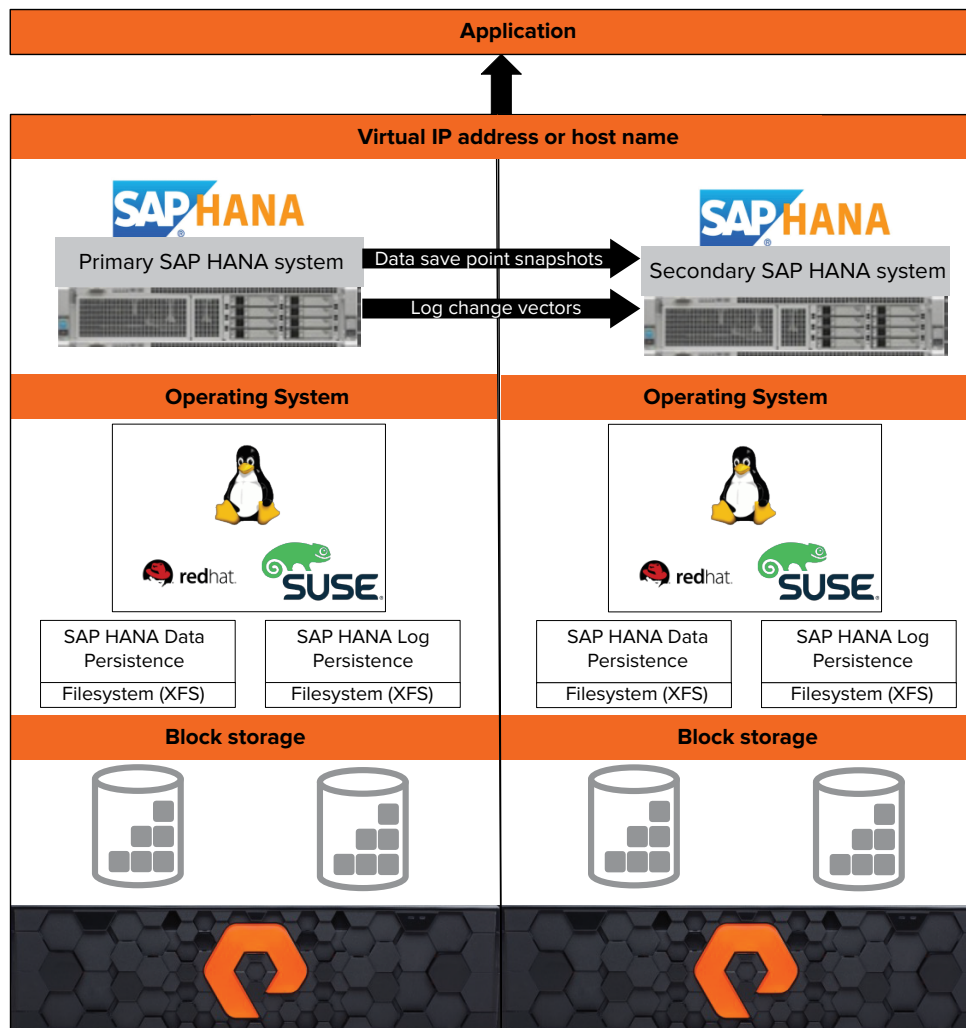 Application
Virtual IP address or host name
SAP HANA
®
Primary SAP HANA system
Data save point snapshots
Log change vectors
SAP HANA
®
Secondary SAP HANA system
Operating System
redhat.
SUSE®
SAP HANA Data
Persistence
Filesystem (XFS)
SAP HANA Log
Persistence
Filesystem (XFS)
Operating System
redhat.
SUSE®
SAP HANA Data
Persistence
Filesystem (XFS)
SAP HANA Log
Persistence
Filesystem (XFS)
Block storage
Block storage